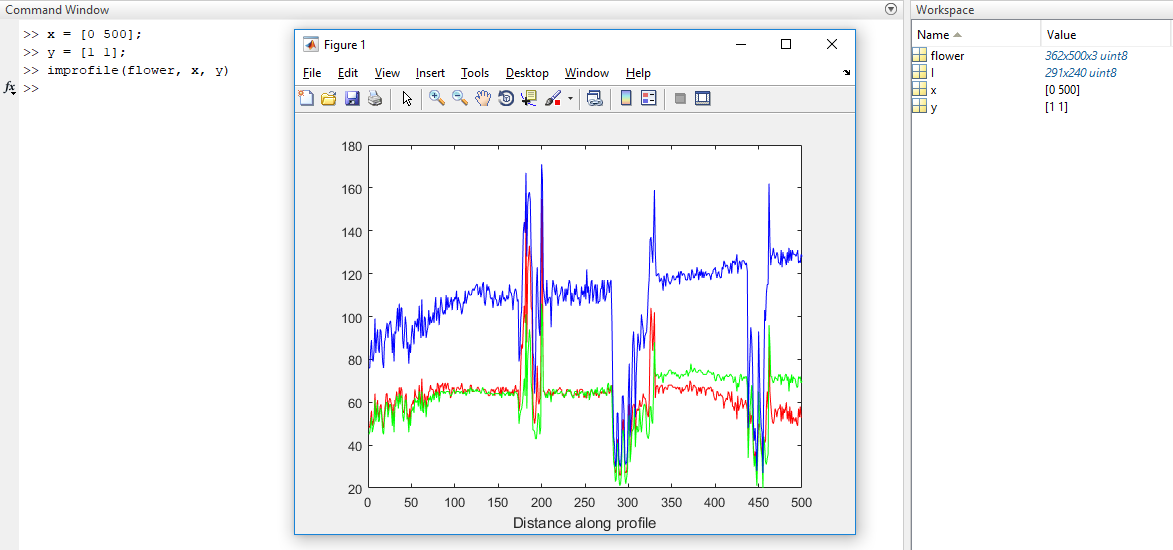 Command Window
>> x = [0 500];
>> y = [1 1];
>> improfile(flower, x, y)
fx >>
Figure 1
File Edit View Insert Tools Desktop Window Help
180
160
140
120
100
80
60
40
20
0 50 100 150 200 250 300 350 400 450 500
Distance along profile
Workspace
Name Value
flower 362x500x3 uint8
I 291x240 uint8
x [0 500]
y [1 1]